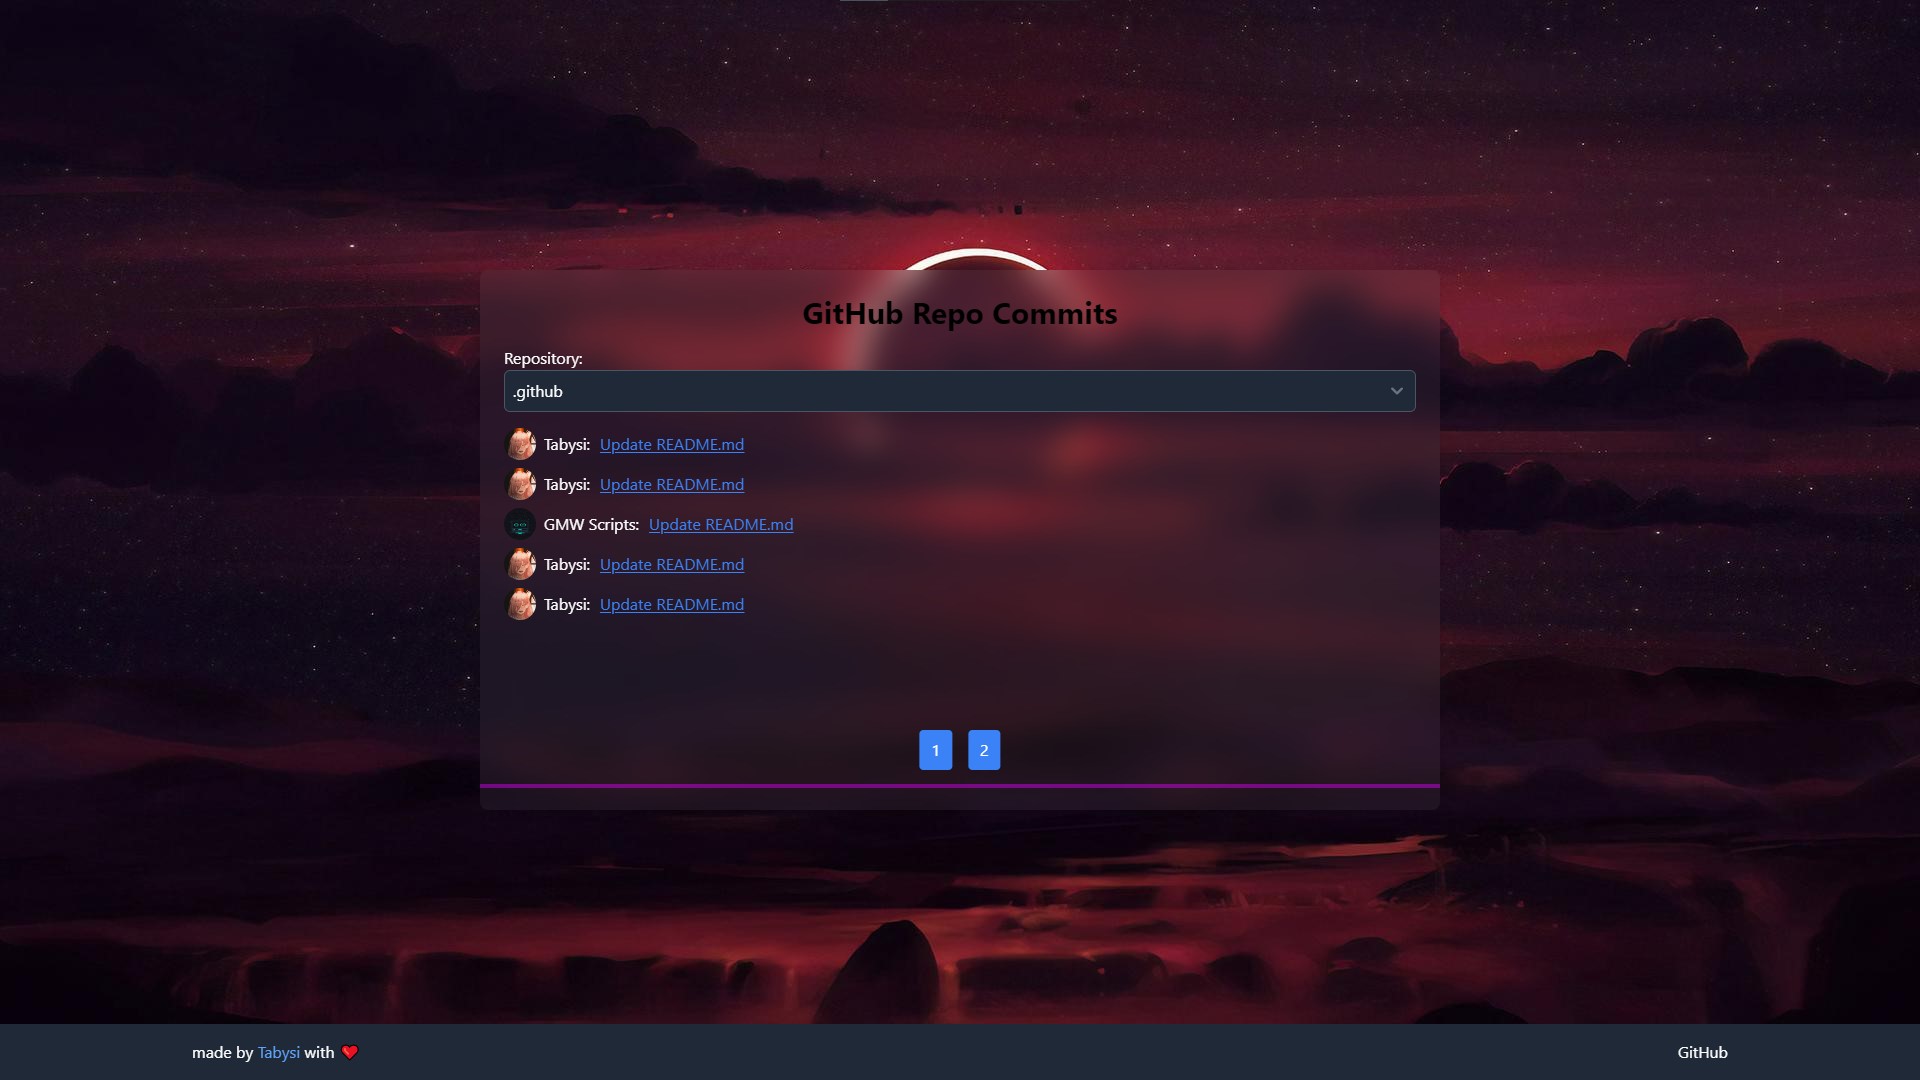 GitHub Repo Commits
Repository:
.github
Tabysi: Update README.md
Tabysi: Update README.md
GMW Scripts: Update README.md
Tabysi: Update README.md
Tabysi: Update README.md
1 2
made by Tabysi with ❤️
GitHub